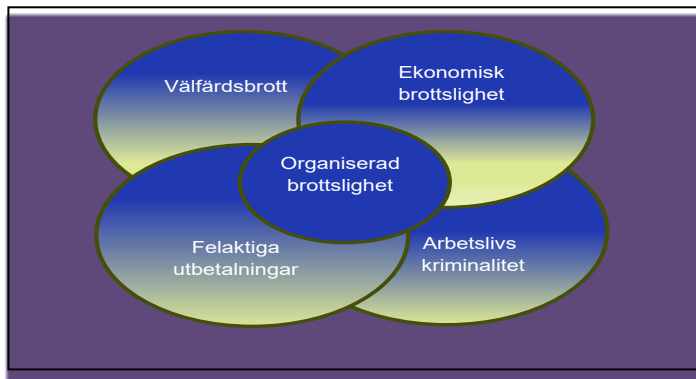 Välfärdsbrott
Ekonomisk
brottslighet
Organiserad
brottslighet
Felaktiga
utbetalningar
Arbetslivs
kriminalitet